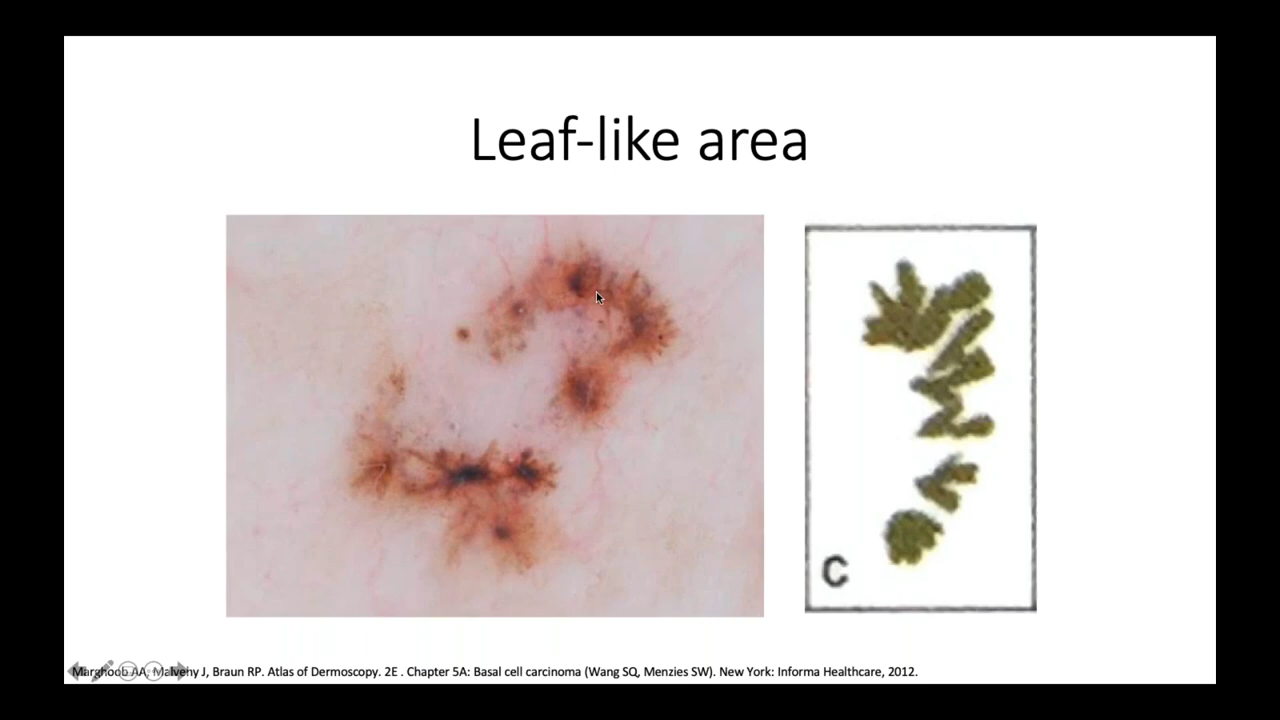 Leaf-like area
C
Marghoob AA, Malvehy J, Braun RP. Atlas of Dermoscopy. 2E . Chapter 5A: Basal cell carcinoma (Wang SQ, Menzies SW). New York: Informa Healthcare, 2012.